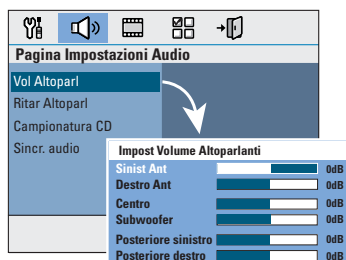 Pagina Impostazioni Audio
Vol Altoparl
Ritar Altoparl
Campionatura CD
Sincr. audio
Impost Volume Altoparlanti
Sinist Ant 0dB
Destro Ant 0dB
Centro 0dB
Subwoofer 0dB
Posteriore sinistro 0dB
Posteriore destro 0dB